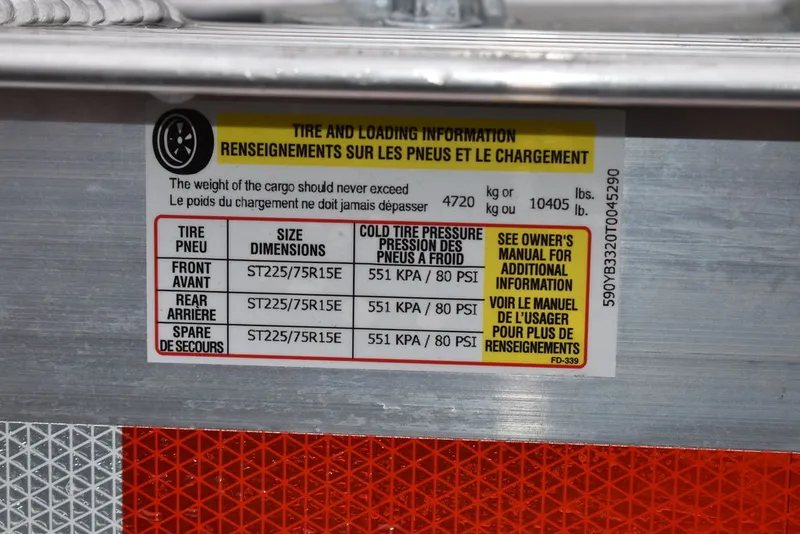 TIRE AND LOADING INFORMATION
RENSEIGNEMENTS SUR LES PNEUS ET LE CHARGEMENT
The weight of the cargo should never exceed
Le poids du chargement ne doit jamais dépasser
4720
kg or
kg ou
10405
lbs.
lb.
TIRE
PNEU
SIZE
DIMENSIONS
COLD TIRE PRESSURE
PRESSION DES
PNEUS A FROID
FRONT
AVANT
ST225/75R15E
551 KPA / 80 PSI
REAR
ARRIÈRE
ST225/75R15E
551 KPA / 80 PSI
SPARE
DE SECOURS
ST225/75R15E
551 KPA / 80 PSI
SEE OWNER'S
MANUAL FOR
ADDITIONAL
INFORMATION
VOIR LE MANUEL
DE L'USAGER
POUR PLUS DE
RENSEIGNEMENTS
FD-339
590YB3320T0045290